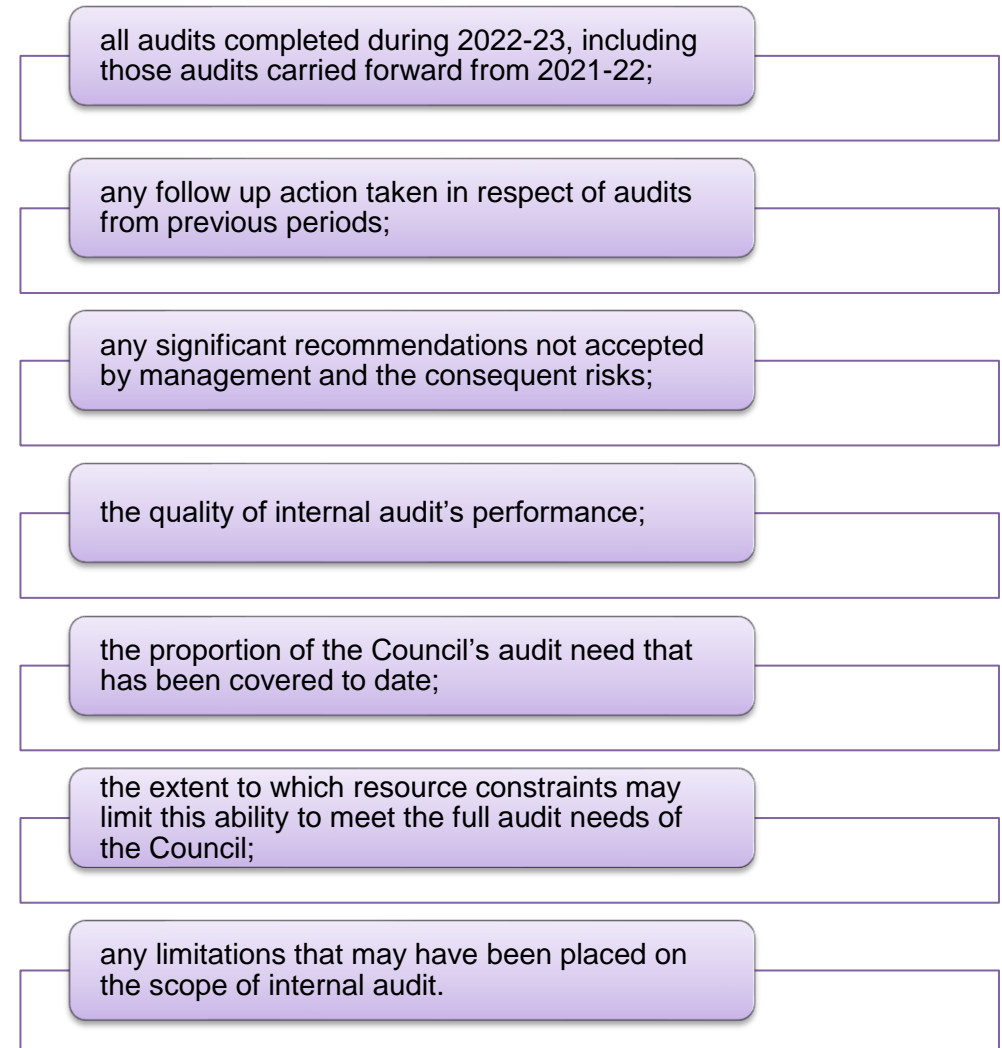 all audits completed during 2022-23, including
those audits carried forward from 2021-22;
any follow up action taken in respect of audits
from previous periods;
any significant recommendations not accepted
by management and the consequent risks;
the quality of internal audit’s performance;
the proportion of the Council’s audit need that
has been covered to date;
the extent to which resource constraints may
limit this ability to meet the full audit needs of
the Council;
any limitations that may have been placed on
the scope of internal audit.